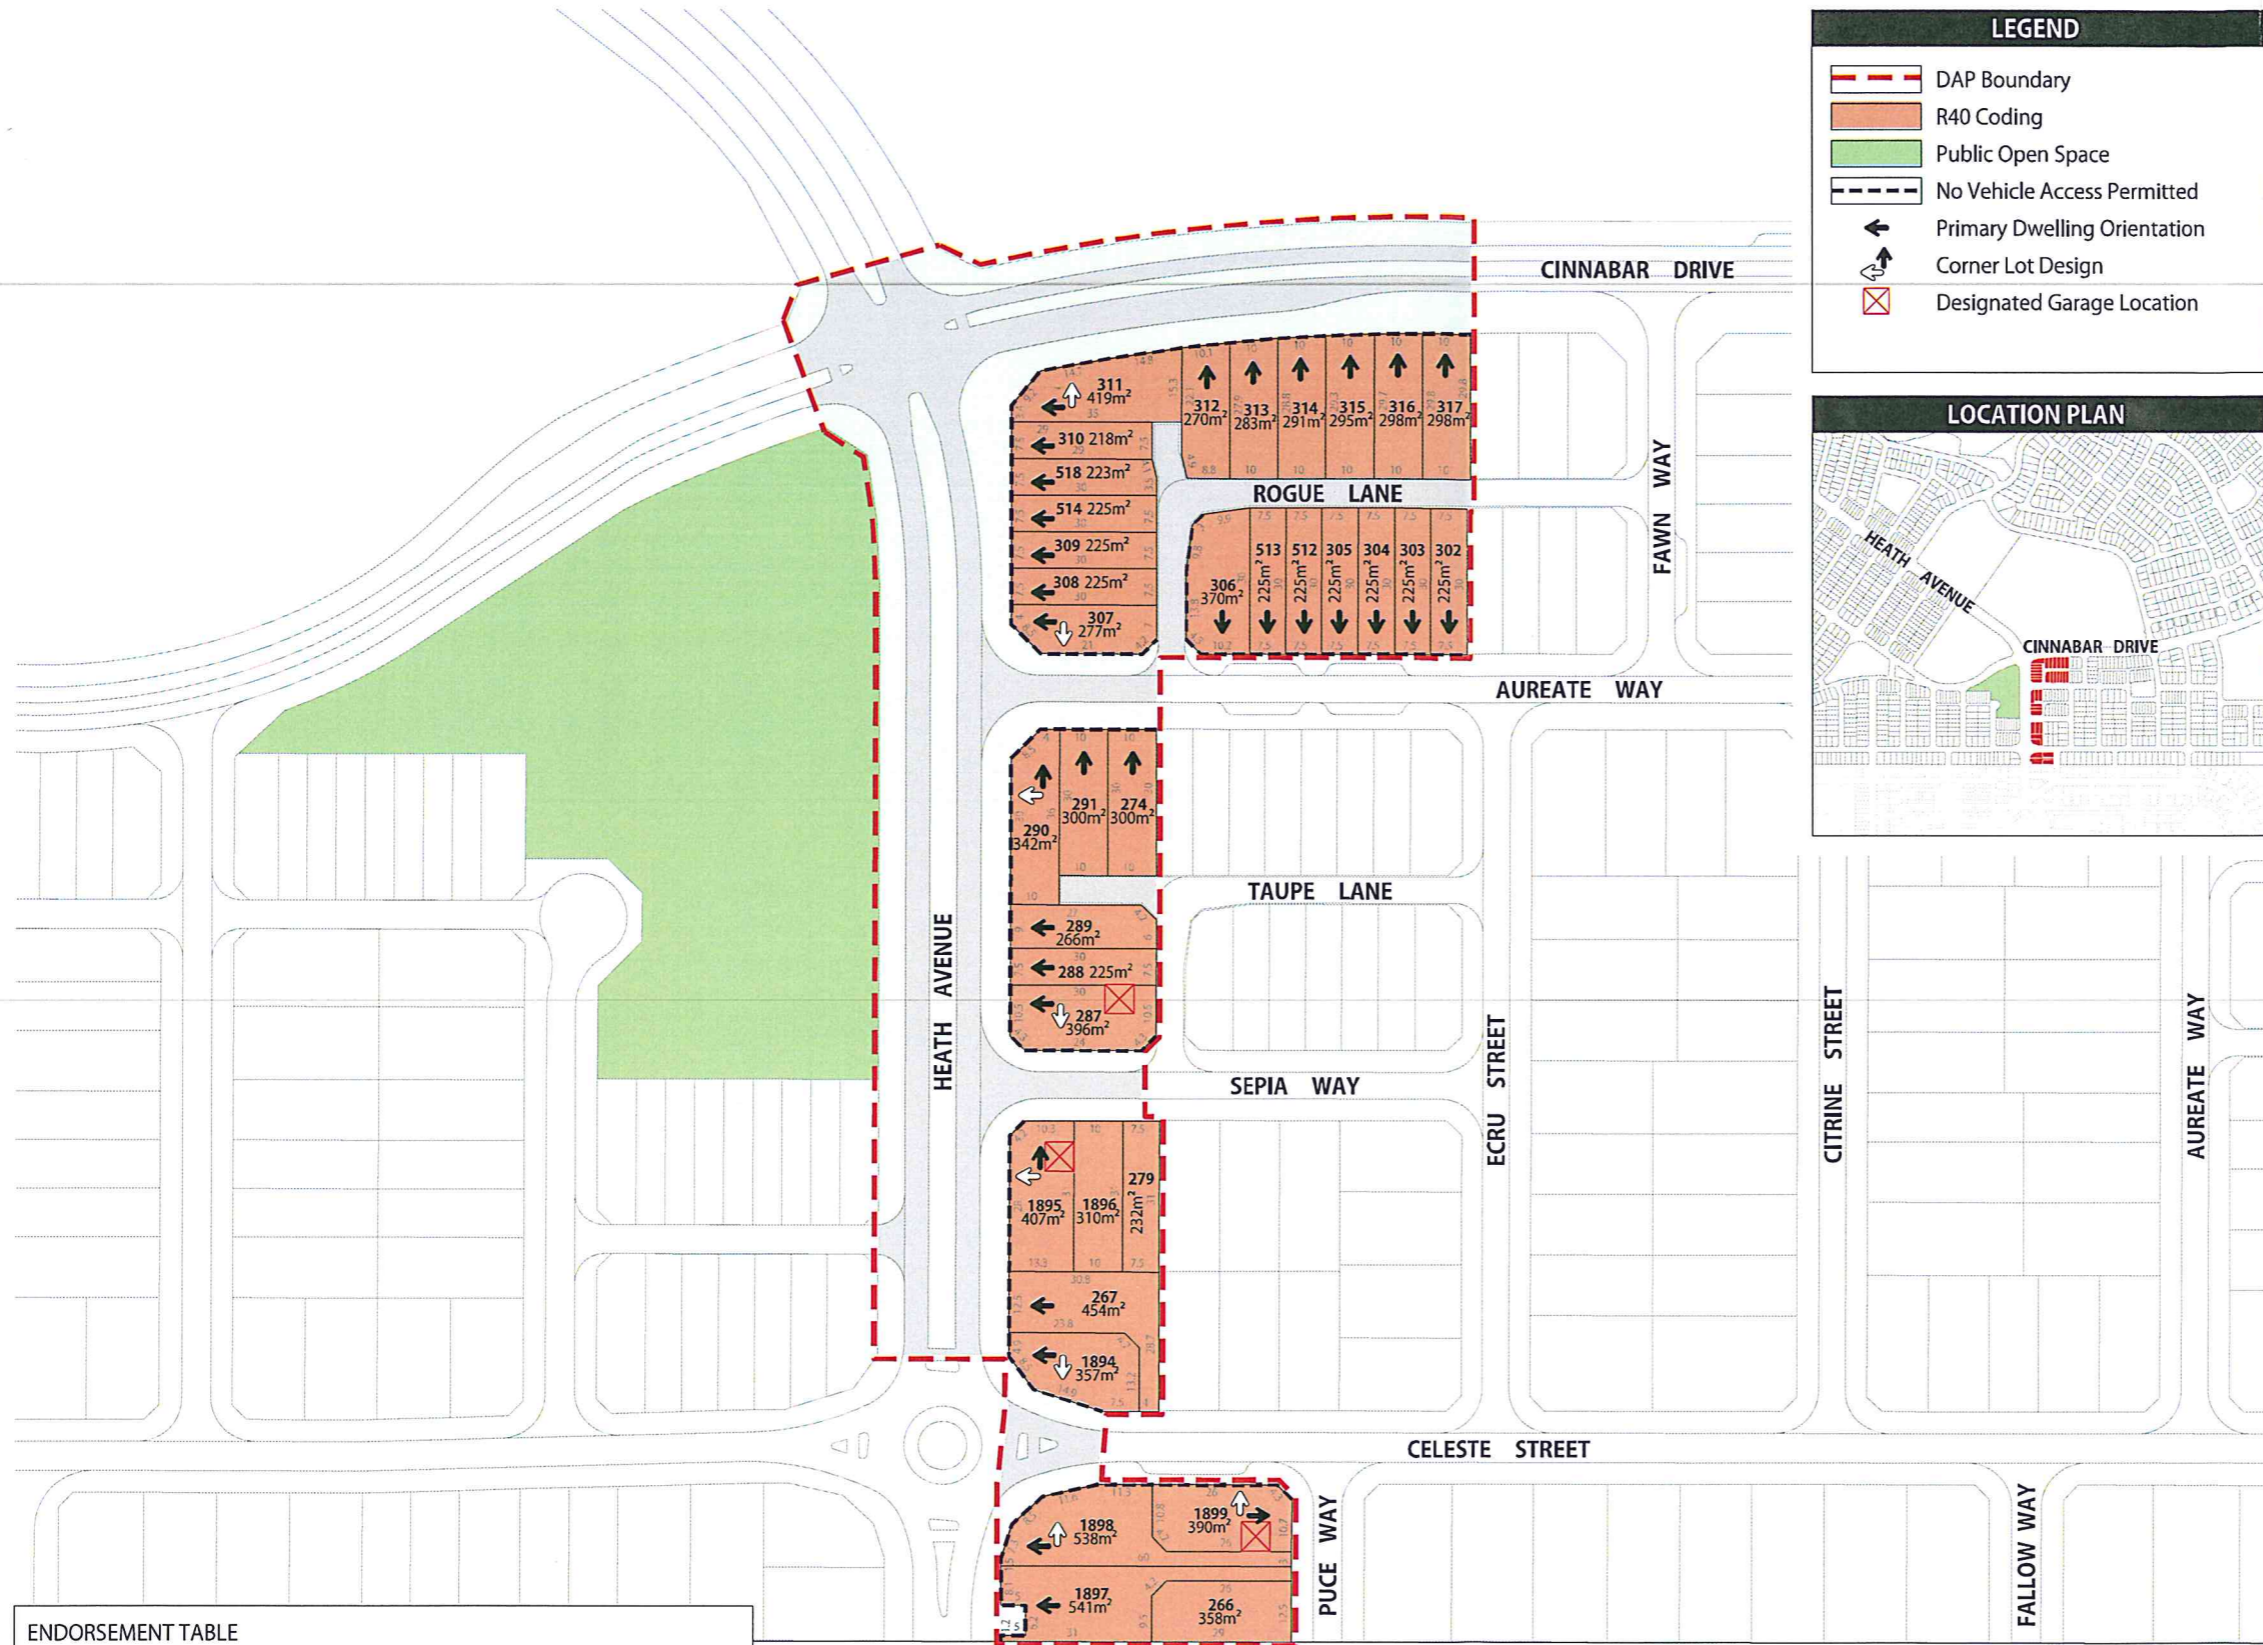 LEGEND
DAP Boundary
R40 Coding
Public Open Space
No Vehicle Access Permitted
Primary Dwelling Orientation
Corner Lot Design
Designated Garage Location
LOCATION PLAN
HEATH AVENUE
CINNABAR DRIVE
CINNABAR DRIVE
311
419m²
312
270m²
313
283m²
314
291m²
315
295m²
316
298m²
317
298m²
310 218m²
518 223m²
514 225m²
309 225m²
308 225m²
307
277m²
ROGUE LANE
306
370m²
513
225m²
512
225m²
305
225m²
304
225m²
303
225m²
302
225m²
FAWN WAY
AUREATE WAY
290
342m²
291
300m²
274
300m²
TAUPE LANE
289
266m²
288 225m²
287
396m²
HEATH AVENUE
SEPIA WAY
ECRU STREET
CITRINE STREET
AUREATE WAY
1895
407m²
1896
310m²
279
232m²
267
454m²
1894
357m²
CELESTE STREET
1898
538m²
1899
390m²
1897
541m²
266
358m²
PUCE WAY
FALLOW WAY
ENDORSEMENT TABLE